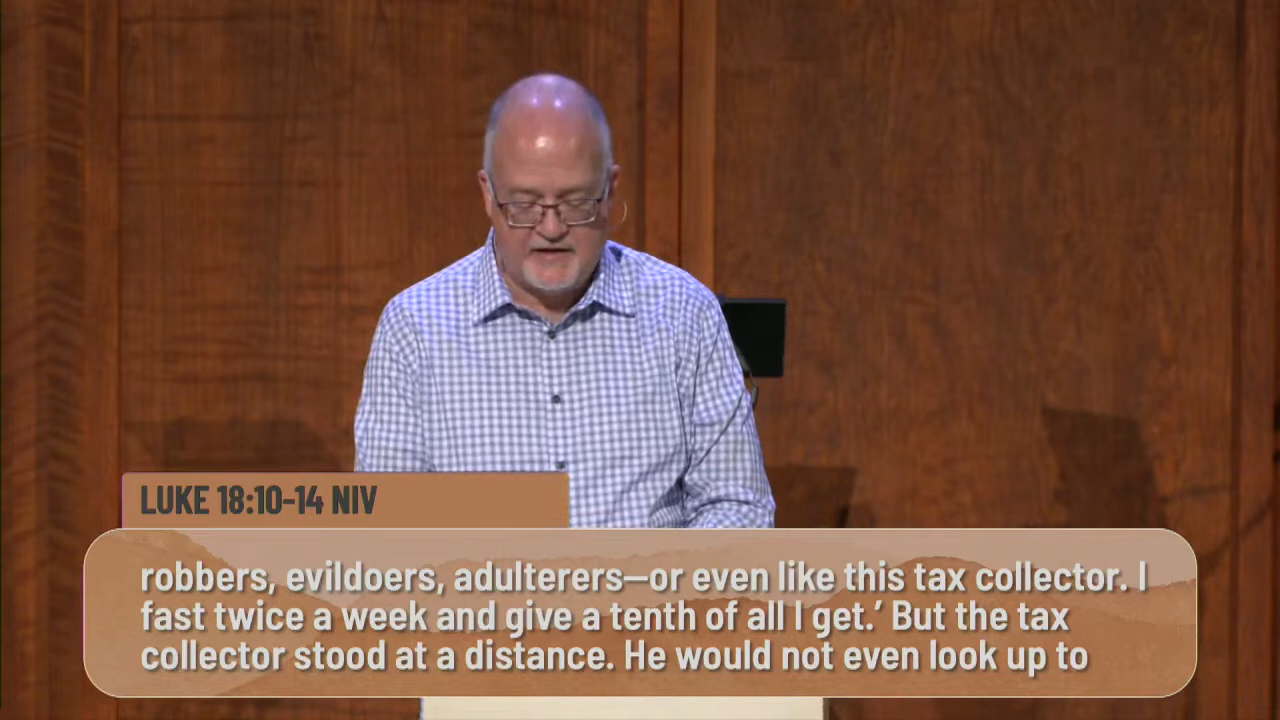 LUKE 18:10-14 NIV
robbers, evildoers, adulterers—or even like this tax collector. I
fast twice a week and give a tenth of all I get.’ But the tax
collector stood at a distance. He would not even look up to